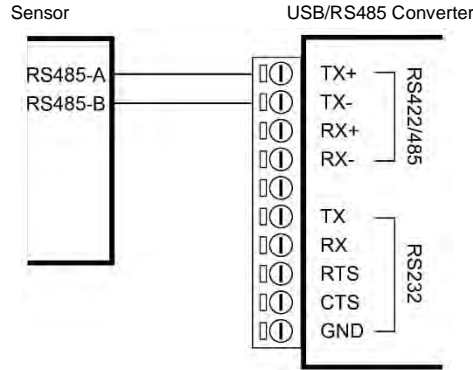 Sensor
USB/RS485 Converter
RS485-A
RS485-B
TX+
TX-
RX+
RX-
RS422/485
TX
RX
RTS
CTS
GND
RS232